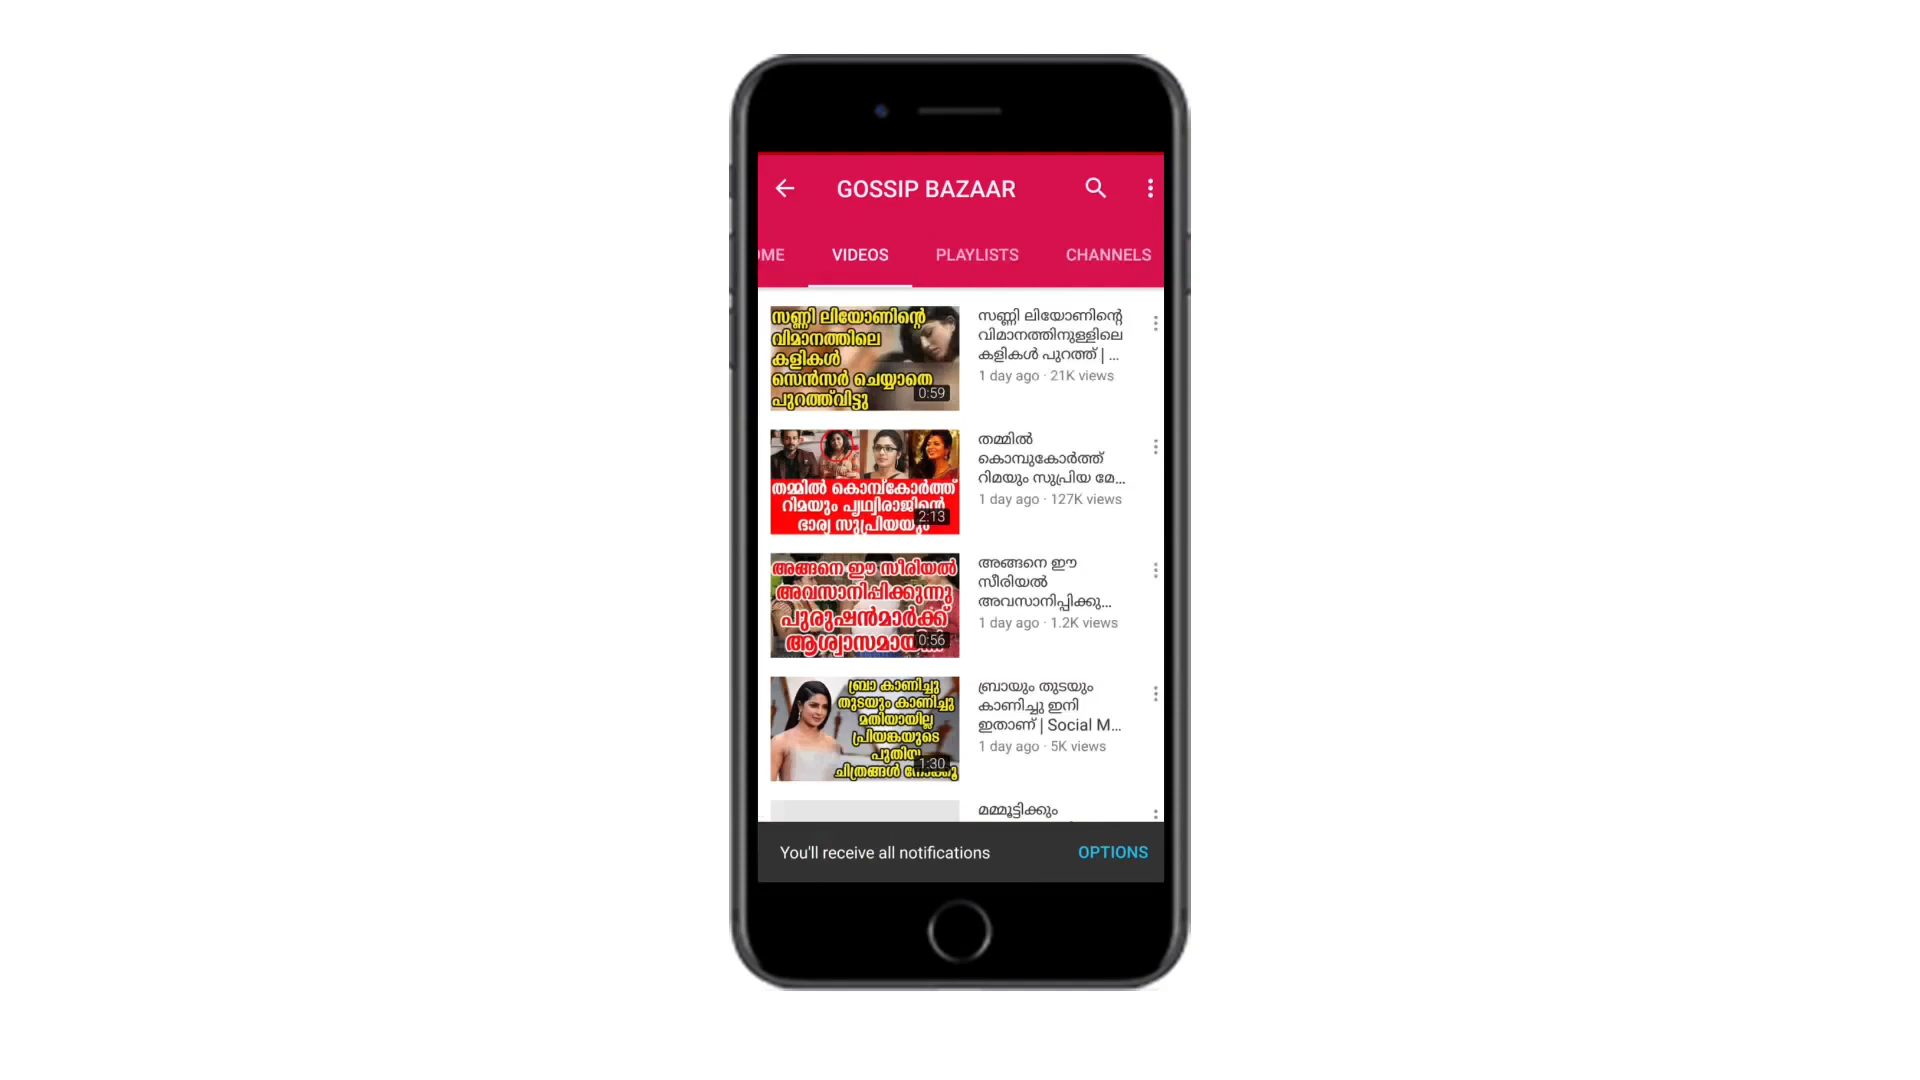 GOSSIP BAZAAR
OME VIDEOS PLAYLISTS CHANNELS
സണ്ണി ലിയോണിന്റെ
വിമാനത്തിലെ
കളികൾ
സെൻസർ ചെയ്യാതെ
പുറത്ത്‌വിട്ടു
0:59
സണ്ണി ലിയോണിന്റെ
വിമാനത്തിനുള്ളിലെ
കളികൾ പുറത്ത് | ...
1 day ago · 21K views
തമ്മിൽ കൊമ്പ്കോർത്ത്
റിമയും പൃഥ്വിരാജിന്റെ
ഭാര്യ സുപ്രിയയും
2:13
തമ്മിൽ
കൊമ്പുകോർത്ത്
റിമയും സുപ്രിയ മേ...
1 day ago · 127K views
അങ്ങനെ ഈ സീരിയൽ
അവസാനിപ്പിക്കുന്നു
പുരുഷൻമാർക്ക്
0:56
അങ്ങനെ ഈ
സീരിയൽ
അവസാനിപ്പിക്കു...
1 day ago · 1.2K views
ബ്രാ കാണിച്ചു
തുടയും കാണിച്ചു
മതിയായില്ല
പ്രിയങ്കയുടെ
പുതിയ
ചിത്രങ്ങൾ നോക്കൂ
1:30
ബ്രായും തുടയും
കാണിച്ചു ഇനി
ഇതാണ് | Social M...
1 day ago · 5K views
മമ്മൂട്ടിക്കും
You'll receive all notifications OPTIONS